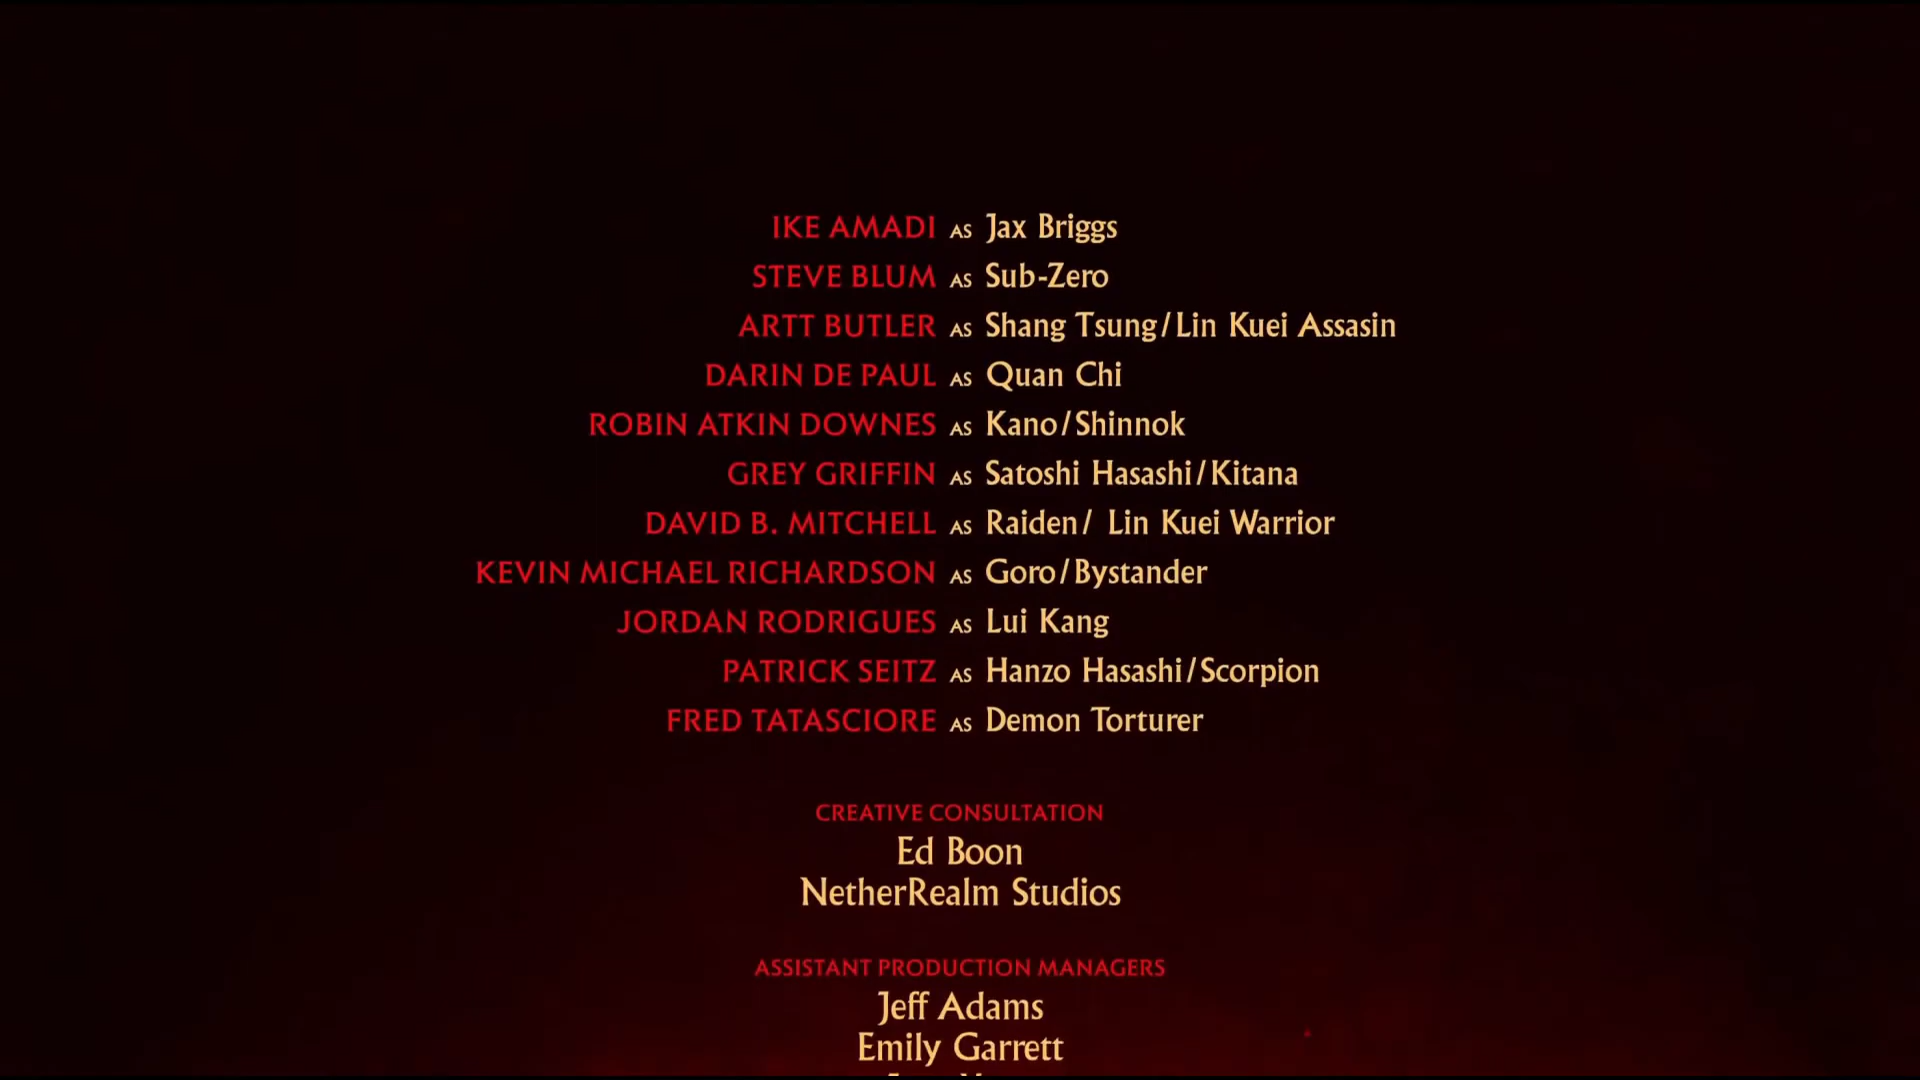 IKE AMADI AS Jax Briggs
STEVE BLUM AS Sub-Zero
ARTT BUTLER AS Shang Tsung/Lin Kuei Assasin
DARIN DE PAUL AS Quan Chi
ROBIN ATKIN DOWNES AS Kano/Shinnok
GREY GRIFFIN AS Satoshi Hasashi/Kitana
DAVID B. MITCHELL AS Raiden/ Lin Kuei Warrior
KEVIN MICHAEL RICHARDSON AS Goro/Bystander
JORDAN RODRIGUES AS Lui Kang
PATRICK SEITZ AS Hanzo Hasashi/Scorpion
FRED TATASCIORE AS Demon Torturer
CREATIVE CONSULTATION
Ed Boon
NetherRealm Studios
ASSISTANT PRODUCTION MANAGERS
Jeff Adams
Emily Garrett